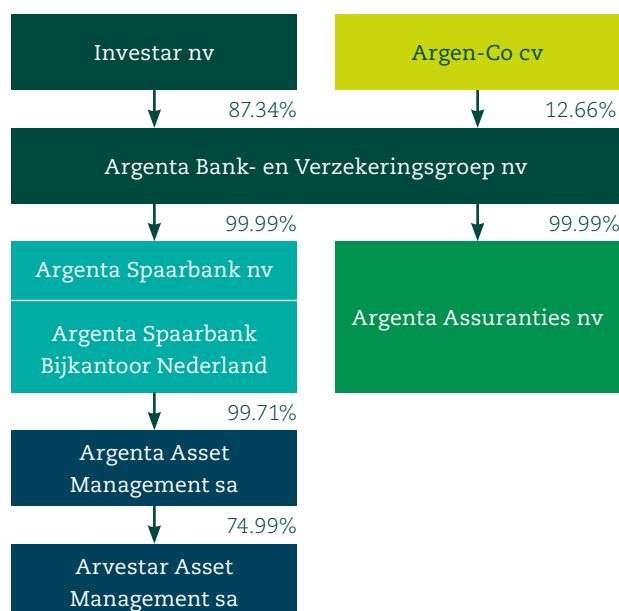 Investar nv
Argen-Co cv
87.34%
12.66%
Argenta Bank- en Verzekeringsgroep nv
99.99%
99.99%
Argenta Spaarbank nv
Argenta Spaarbank
Bijkantoor Nederland
Argenta Assuranties nv
99.71%
Argenta Asset
Management sa
74.99%
Arvestar Asset
Management sa